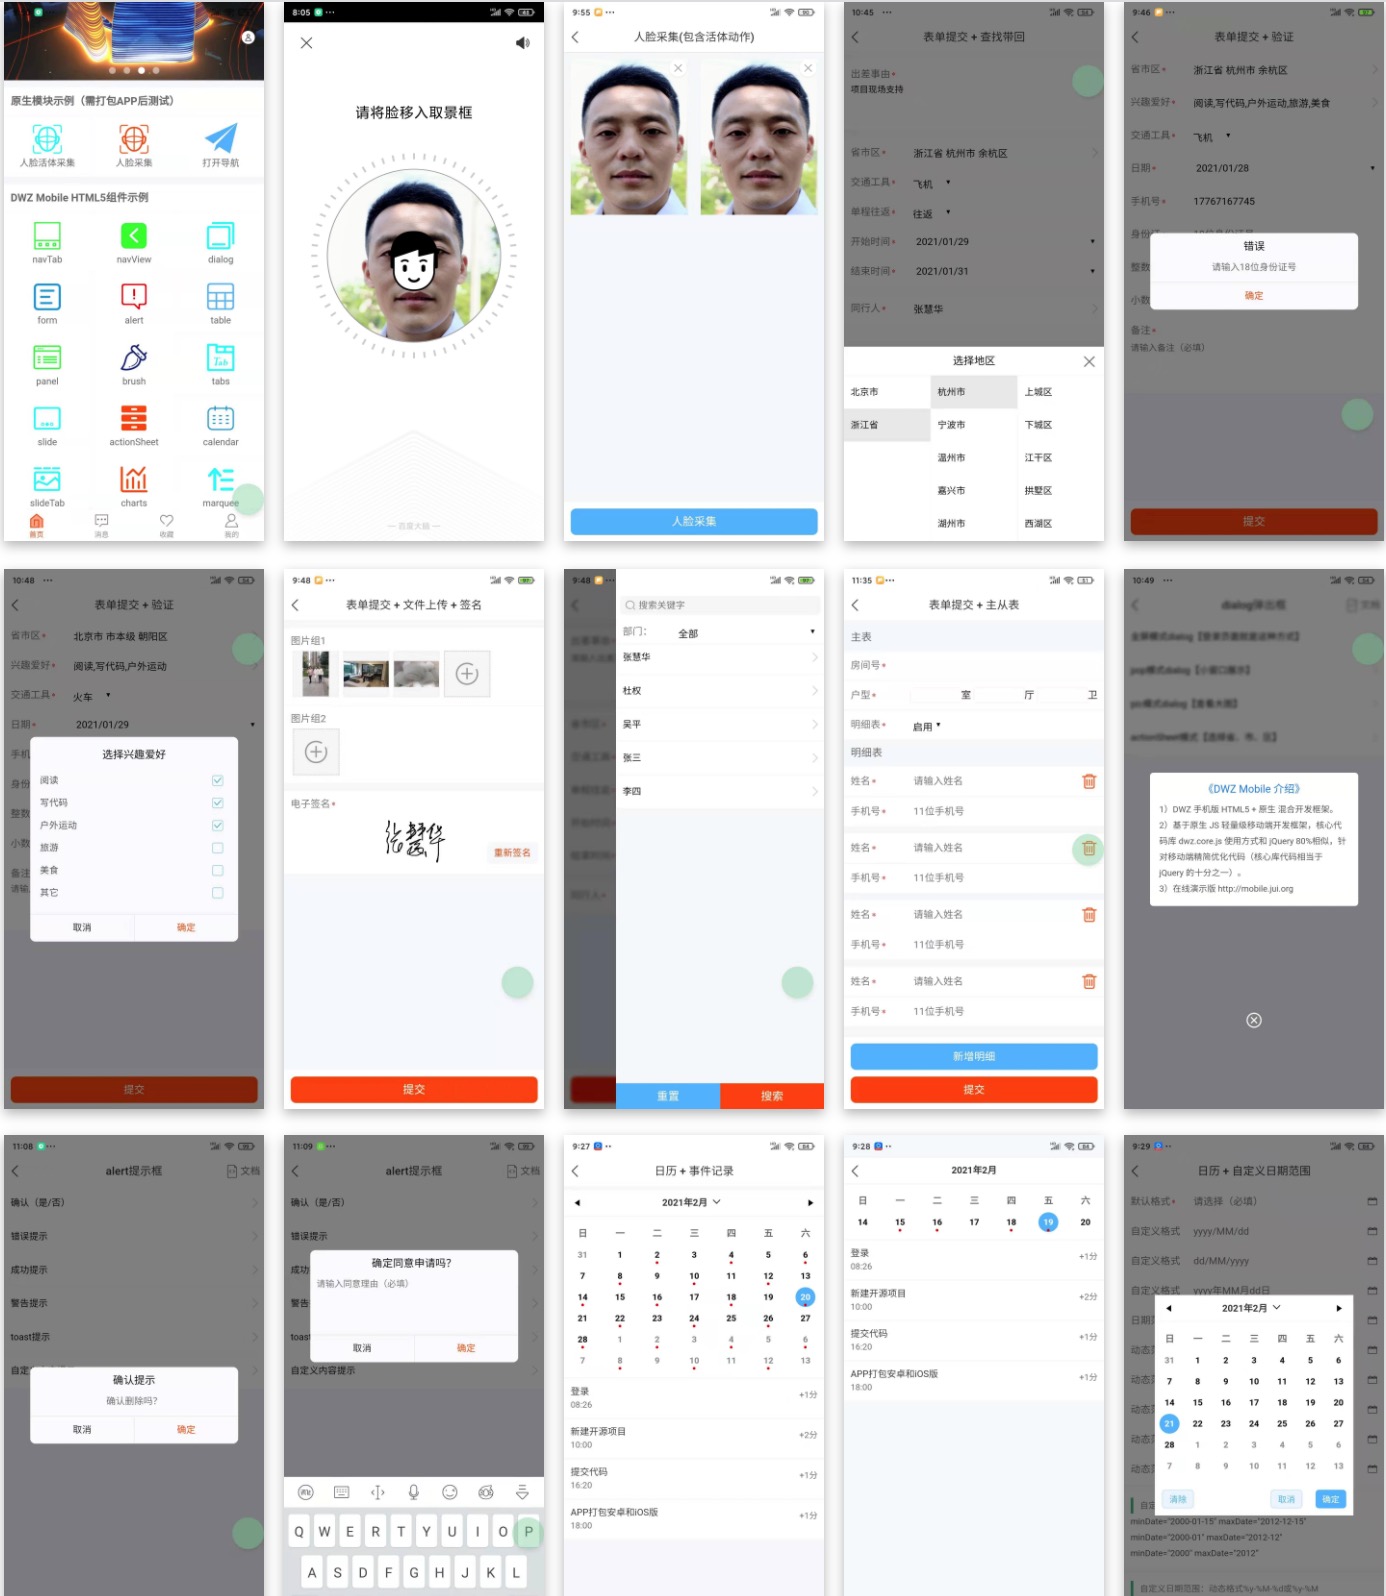 原生模块示例（需打包APP后测试）
人脸活体采集
人脸采集
打开导航
DWZ Mobile HTML5组件示例
navTab
navView
dialog
form
alert
table
panel
brush
tabs
slide
actionSheet
calendar
slideTab
charts
marquee
首页
消息
收藏
我的
8:05
请将脸移入取景框
— 百度大脑 —
9:55
人脸采集(包含活体动作)
人脸采集
10:45
表单提交 + 查找带回
出差事由*
项目现场支持
省市区* 浙江省 杭州市 余杭区
交通工具* 飞机
单程往返* 往返
开始时间* 2021/01/29
结束时间* 2021/01/31
同行人* 张慧华
选择地区
北京市 杭州市 上城区
浙江省 宁波市 下城区
温州市 江干区
嘉兴市 拱墅区
湖州市 西湖区
9:46
表单提交 + 验证
省市区* 浙江省 杭州市 余杭区
兴趣爱好* 阅读,写代码,户外运动,旅游,美食
交通工具* 飞机
日期* 2021/01/28
手机号* 17767167745
错误
请输入18位身份证号
确定
备注*
请输入备注（必填）
提交
10:48
表单提交 + 验证
省市区* 北京市 市本级 朝阳区
兴趣爱好* 阅读,写代码,户外运动
交通工具* 火车
日期* 2021/01/29
选择兴趣爱好
阅读
写代码
户外运动
旅游
美食
其它
取消 确定
提交
9:48
表单提交 + 文件上传 + 签名
图片组1
图片组2
电子签名*
张慧华
重新签名
提交
9:48
搜索关键字
部门： 全部
张慧华
杜权
吴平
张三
李四
重置 搜索
11:35
表单提交 + 主从表
主表
房间号*
户型* 室 厅 卫
明细表* 启用
明细表
姓名* 请输入姓名
手机号* 11位手机号
姓名* 请输入姓名
手机号* 11位手机号
姓名* 请输入姓名
手机号* 11位手机号
姓名* 请输入姓名
手机号* 11位手机号
新增明细
提交
10:49
《DWZ Mobile 介绍》
1）DWZ 手机版 HTML5 + 原生 混合开发框架。
2）基于原生 JS 轻量级移动端开发框架，核心代
码库 dwz.core.js 使用方式和 jQuery 80%相似，针
对移动端精简优化代码（核心库代码相当于
jQuery 的十分之一）。
3）在线演示版 http://mobile.jui.org
11:08
alert提示框 文档
确认（是/否）
错误提示
成功提示
警告提示
toast提示
确认提示
确认删除吗？
取消 确定
11:09
alert提示框 文档
确认（是/否）
错误提示
成功
警告
toast
确定同意申请吗？
请输入同意理由（必填）
取消 确定
自定义内容提示
Q W E R T Y U I O P
A S D F G H J K L
9:27
日历 + 事件记录
2021年2月
日 一 二 三 四 五 六
31 1 2 3 4 5 6
7 8 9 10 11 12 13
14 15 16 17 18 19 20
21 22 23 24 25 26 27
28 1 2 3 4 5 6
7 8 9 10 11 12 13
登录 +1分
08:26
新建开源项目 +2分
10:00
提交代码 +1分
16:20
APP打包安卓和iOS版 +1分
18:00
9:28
2021年2月
日 一 二 三 四 五 六
14 15 16 17 18 19 20
登录 +1分
08:26
新建开源项目 +2分
10:00
提交代码 +1分
16:20
APP打包安卓和iOS版 +1分
18:00
9:29
日历 + 自定义日期范围
默认格式* 请选择（必填）
自定义格式 yyyy/MM/dd
自定义格式 dd/MM/yyyy
自定义格式 yyyy年MM月dd日
2021年2月
日 一 二 三 四 五 六
31 1 2 3 4 5 6
7 8 9 10 11 12 13
14 15 16 17 18 19 20
21 22 23 24 25 26 27
28 1 2 3 4 5 6
7 8 9 10 11 12 13
清除 取消 确定
minDate="2000-01-15" maxDate="2012-12-15"
minDate="2000-01" maxDate="2012-12"
minDate="2000" maxDate="2012"
自定义日期范围：动态格式%y-%M-%d或%y-%M